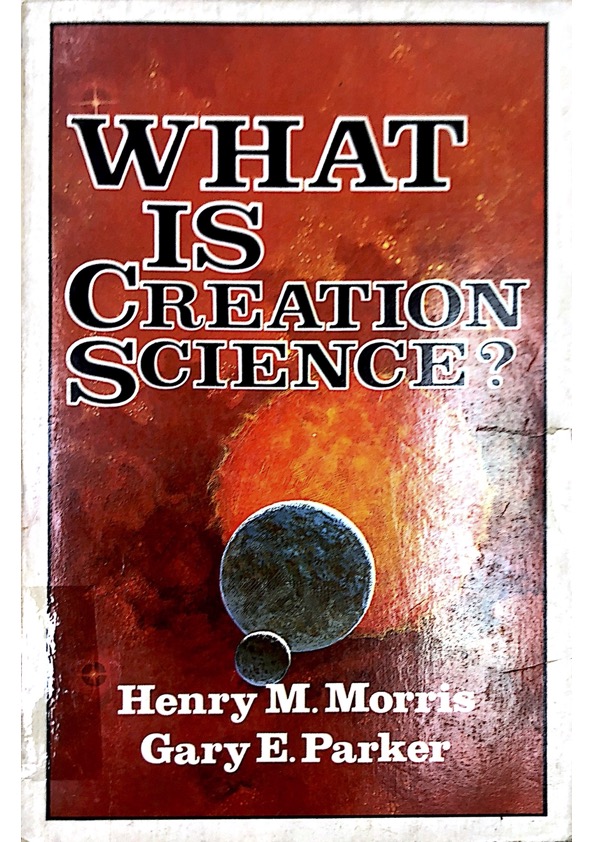 WHAT
IS
CREATION
SCIENCE?
Henry M. Morris
Gary E. Parker